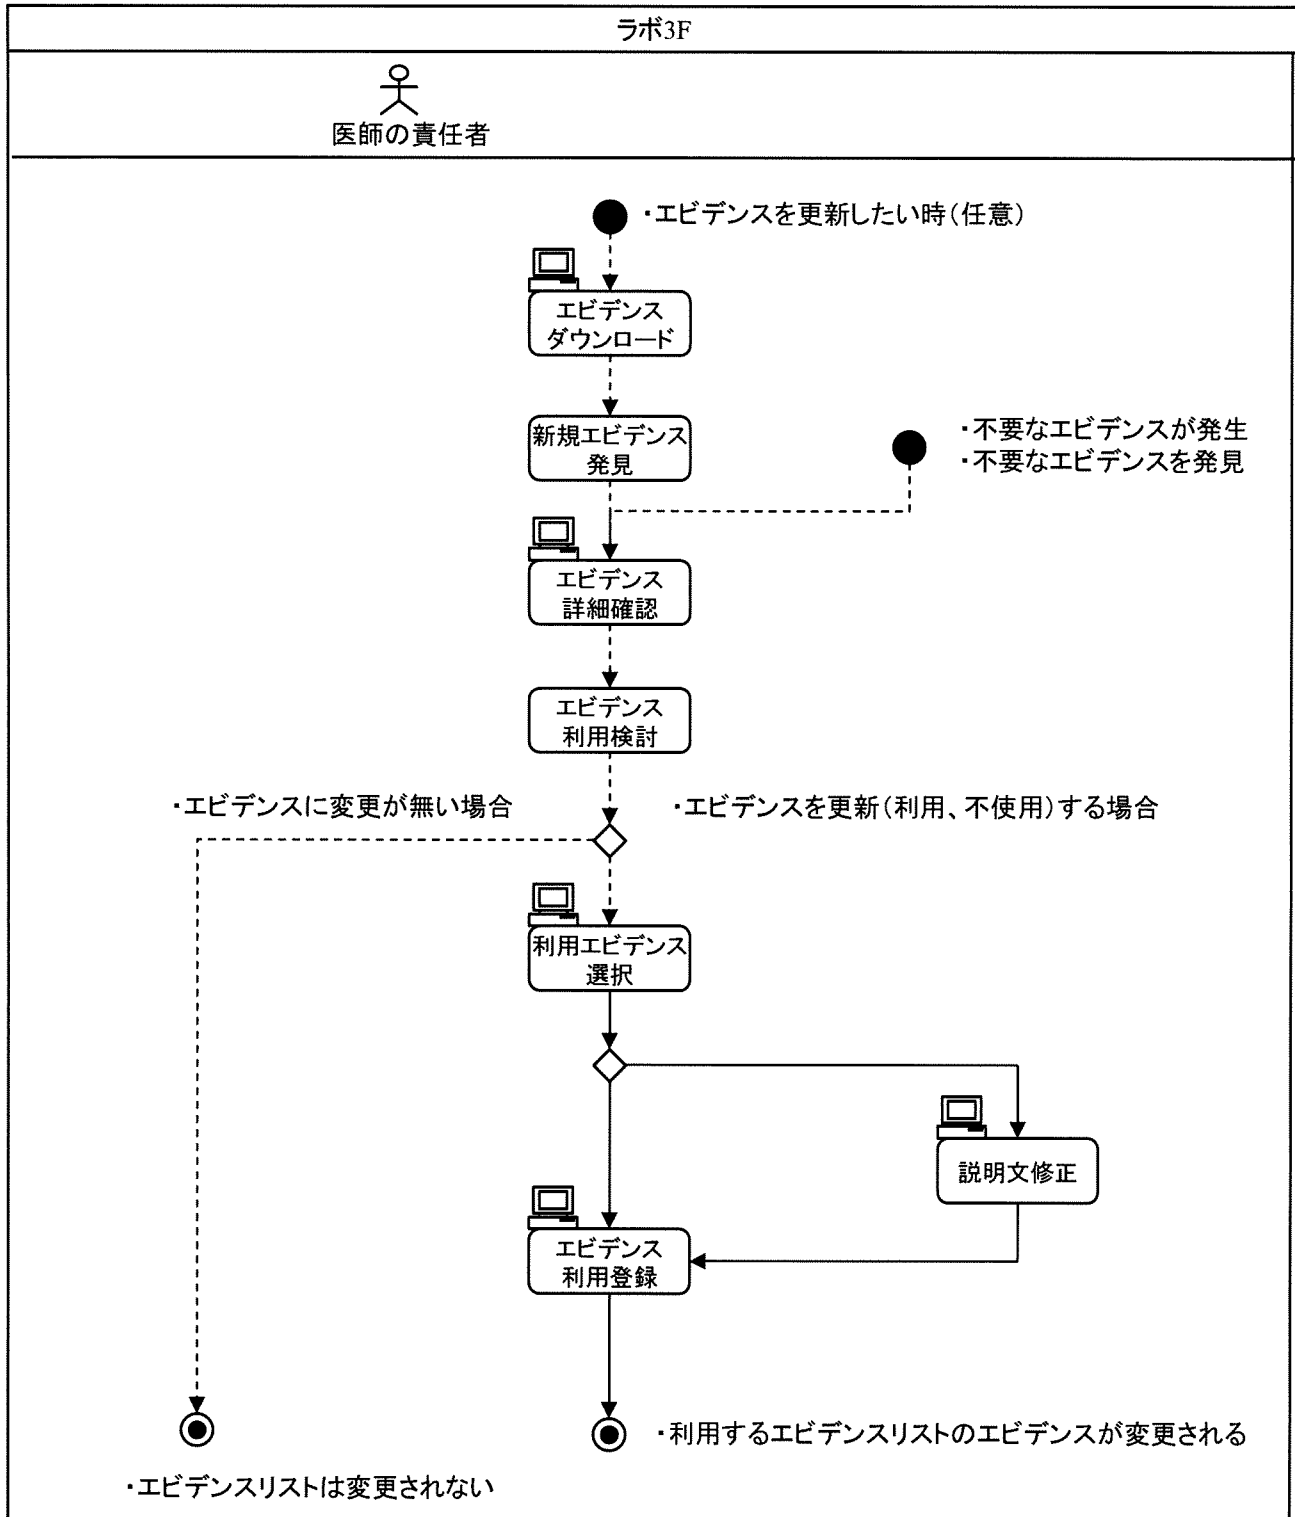 ラボ3F
医師の責任者
・エビデンスを更新したい時(任意)
エビデンス
ダウンロード
新規エビデンス
発見
・不要なエビデンスが発生
・不要なエビデンスを発見
エビデンス
詳細確認
エビデンス
利用検討
・エビデンスに変更が無い場合
・エビデンスを更新(利用、不使用)する場合
利用エビデンス
選択
説明文修正
エビデンス
利用登録
・利用するエビデンスリストのエビデンスが変更される
・エビデンスリストは変更されない